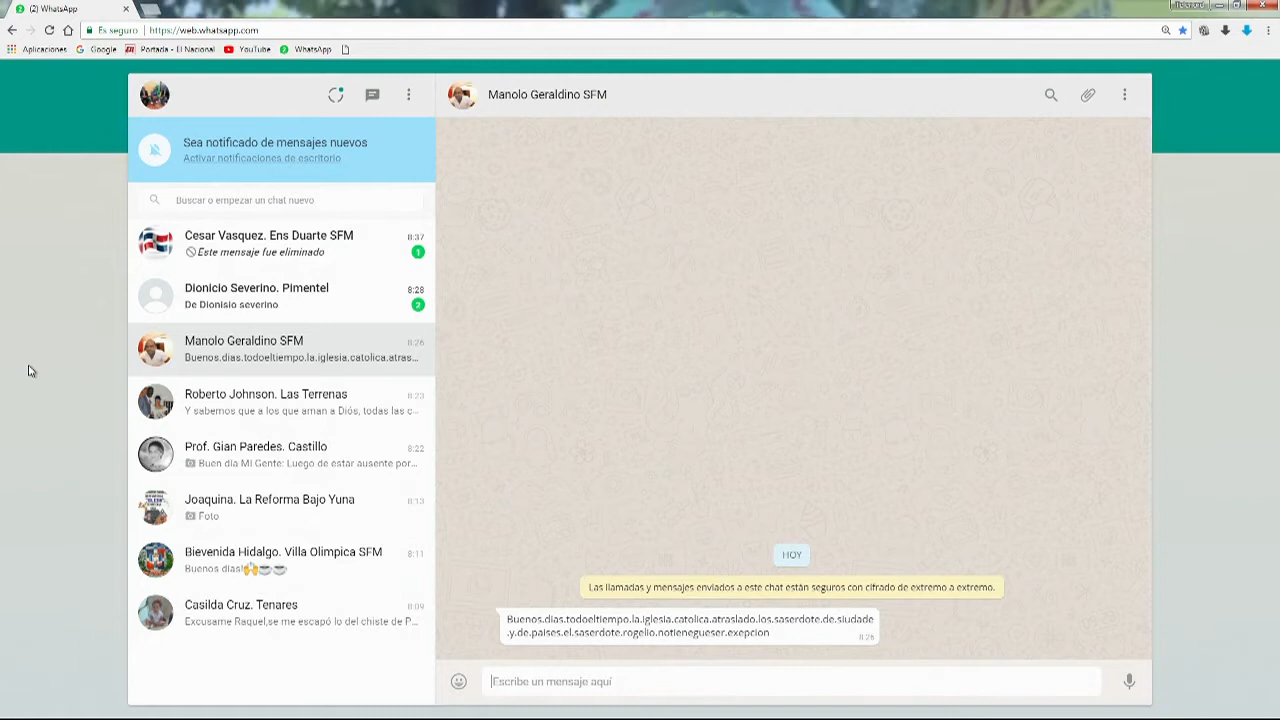 (2) WhatsApp
Telenord
Es seguro
https://web.whatsapp.com
Aplicaciones
Google
Portada - El Nacional
YouTube
WhatsApp
Manolo Geraldino SFM
Sea notificado de mensajes nuevos
Activar notificaciones de escritorio
Buscar o empezar un chat nuevo
Cesar Vasquez. Ens Duarte SFM
8:37
Este mensaje fue eliminado
1
Dionicio Severino. Pimentel
8:28
De Dionisio severino
2
Manolo Geraldino SFM
8:26
Buenos.dias.todoeltiempo.la.iglesia.catolica.atras...
Roberto Johnson. Las Terrenas
8:23
Y sabemos que a los que aman a Diós, todas las c...
Prof. Gian Paredes. Castillo
8:22
Buen día Mi Gente: Luego de estar ausente por...
Joaquina. La Reforma Bajo Yuna
8:13
Foto
Bievenida Hidalgo. Villa Olimpica SFM
8:11
Buenos días!🙌☕☕
Casilda Cruz. Tenares
8:09
Excusame Raquel,se me escapó lo del chiste de P...
HOY
Las llamadas y mensajes enviados a este chat están seguros con cifrado de extremo a extremo.
Buenos.dias.todoeltiempo.la.iglesia.catolica.atraslado.los.saserdote.de.siudade
.y.de.paises.el.saserdote.rogelio.notienegueser.exepcion
8:26
Escribe un mensaje aquí